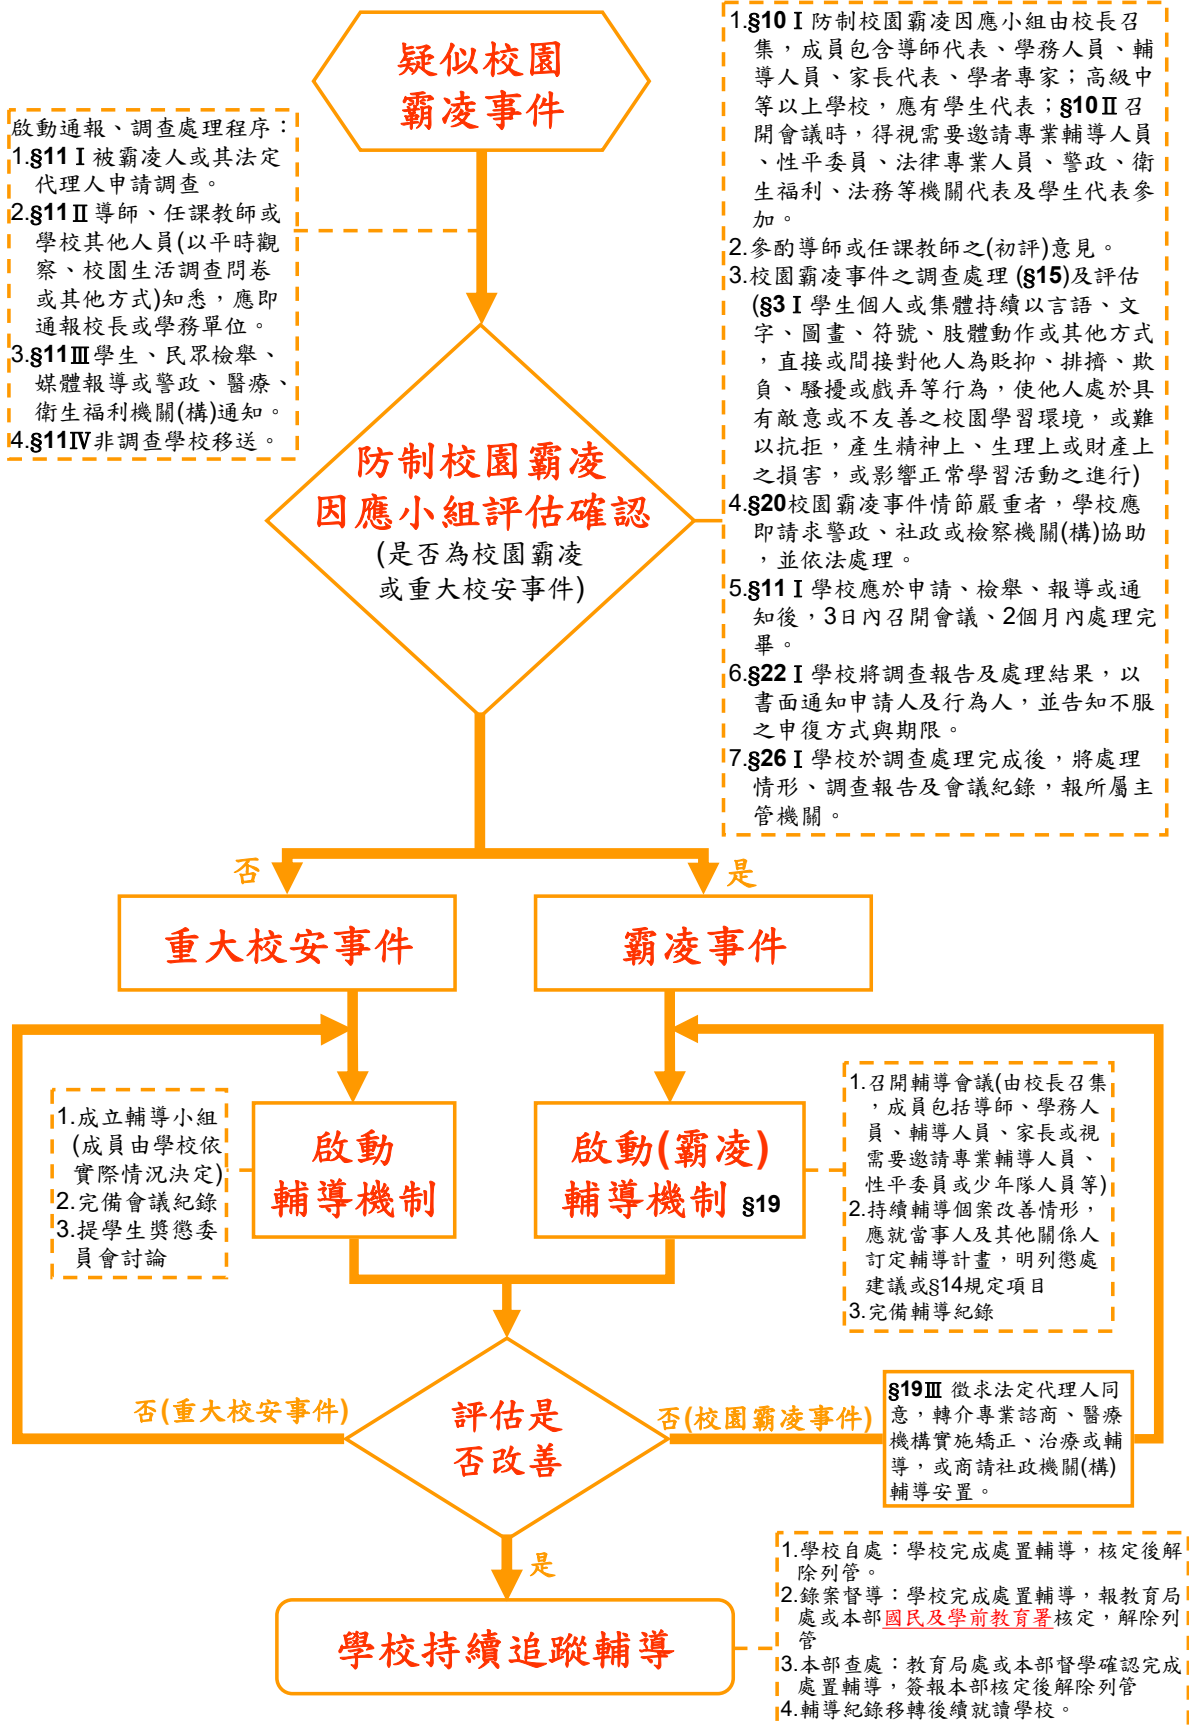 疑似校園
霸凌事件
啟動通報、調查處理程序：
1.§11Ⅰ被霸凌人或其法定
代理人申請調查。
2.§11Ⅱ導師、任課教師或
學校其他人員(以平時觀
察、校園生活調查問卷
或其他方式)知悉，應即
通報校長或學務單位。
3.§11Ⅲ學生、民眾檢舉、
媒體報導或警政、醫療、
衛生福利機關(構)通知。
4.§11Ⅳ非調查學校移送。
1.§10Ⅰ防制校園霸凌因應小組由校長召
集，成員包含導師代表、學務人員、輔
導人員、家長代表、學者專家；高級中
等以上學校，應有學生代表；§10Ⅱ召
開會議時，得視需要邀請專業輔導人員
、性平委員、法律專業人員、警政、衛
生福利、法務等機關代表及學生代表參
加。
2.參酌導師或任課教師之(初評)意見。
3.校園霸凌事件之調查處理 (§15)及評估
(§3Ⅰ學生個人或集體持續以言語、文
字、圖畫、符號、肢體動作或其他方式
，直接或間接對他人為貶抑、排擠、欺
負、騷擾或戲弄等行為，使他人處於具
有敵意或不友善之校園學習環境，或難
以抗拒，產生精神上、生理上或財產上
之損害，或影響正常學習活動之進行)
4.§20校園霸凌事件情節嚴重者，學校應
即請求警政、社政或檢察機關(構)協助
，並依法處理。
5.§11Ⅰ學校應於申請、檢舉、報導或通
知後，3日內召開會議、2個月內處理完
畢。
6.§22Ⅰ學校將調查報告及處理結果，以
書面通知申請人及行為人，並告知不服
之申復方式與期限。
7.§26Ⅰ學校於調查處理完成後，將處理
情形、調查報告及會議紀錄，報所屬主
管機關。
防制校園霸凌
因應小組評估確認
(是否為校園霸凌
或重大校安事件)
否
是
重大校安事件
霸凌事件
1.成立輔導小組
(成員由學校依
實際情況決定)
2.完備會議紀錄
3.提學生獎懲委
員會討論
啟動
輔導機制
啟動(霸凌)
輔導機制 §19
1.召開輔導會議(由校長召集
，成員包括導師、學務人
員、輔導人員、家長或視
需要邀請專業輔導人員、
性平委員或少年隊人員等)
2.持續輔導個案改善情形，
應就當事人及其他關係人
訂定輔導計畫，明列懲處
建議或§14規定項目
3.完備輔導紀錄
否(重大校安事件)
評估是
否改善
否(校園霸凌事件)
§19Ⅲ 徵求法定代理人同
意，轉介專業諮商、醫療
機構實施矯正、治療或輔
導，或商請社政機關(構)
輔導安置。
是
學校持續追蹤輔導
1.學校自處：學校完成處置輔導，核定後解
除列管。
2.錄案督導：學校完成處置輔導，報教育局
處或本部國民及學前教育署核定，解除列
管
3.本部查處：教育局處或本部督學確認完成
處置輔導，簽報本部核定後解除列管
4.輔導紀錄移轉後續就讀學校。